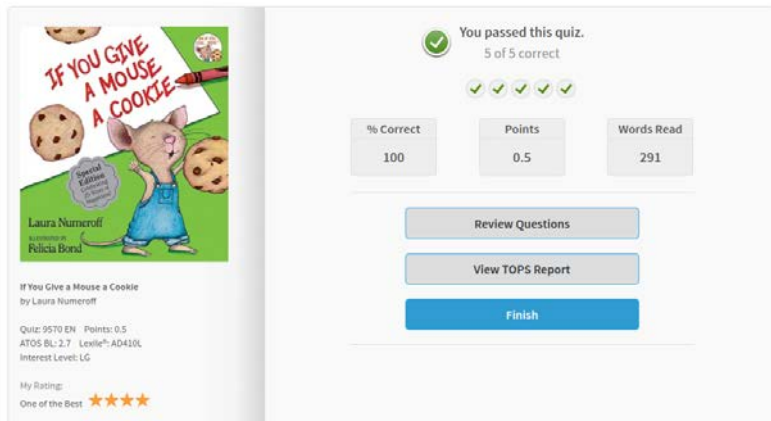 IF YOU GIVE
A MOUSE
A COOKIE
Special
Edition
Laura Numeroff
ILLUSTRATED BY
Felicia Bond
If You Give a Mouse a Cookie
by Laura Numeroff
Quiz: 9570 EN Points: 0.5
ATOS BL: 2.7 Lexile®: AD410L
Interest Level: LG
My Rating:
One of the Best
You passed this quiz.
5 of 5 correct
% Correct Points Words Read
100 0.5 291
Review Questions
View TOPS Report
Finish